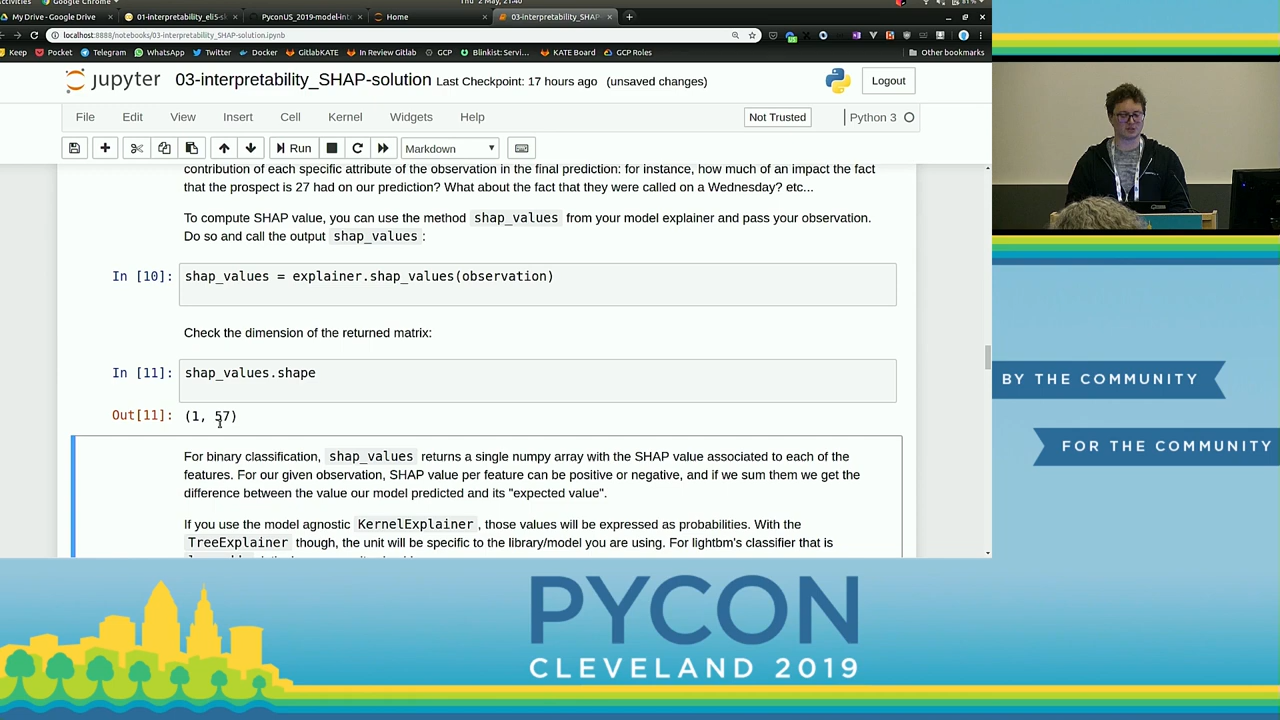 Activities
Google Chrome
Thu 2 May, 21:40
81%
My Drive - Google Drive
01-interpretability_eli5-s
PyconUS_2019-model-int
Home
03-interpretability_SHAP-
localhost:8888/notebooks/03-interpretability_SHAP-solution.ipynb
Keep Pocket Telegram WhatsApp Twitter Docker GitlabKATE In Review Gitlab GCP Blinkist: Servi... KATE Board GCP Roles Other bookmarks
jupyter 03-interpretability_SHAP-solution Last Checkpoint: 17 hours ago (unsaved changes) Logout
File Edit View Insert Cell Kernel Widgets Help Not Trusted Python 3
Run Markdown
contribution of each specific attribute of the observation in the final prediction: for instance, how much of an impact the fact
that the prospect is 27 had on our prediction? What about the fact that they were called on a Wednesday? etc...
To compute SHAP value, you can use the method shap_values from your model explainer and pass your observation.
Do so and call the output shap_values :
In [10]: shap_values = explainer.shap_values(observation)
Check the dimension of the returned matrix:
In [11]: shap_values.shape
Out[11]: (1, 57)
For binary classification, shap_values returns a single numpy array with the SHAP value associated to each of the
features. For our given observation, SHAP value per feature can be positive or negative, and if we sum them we get the
difference between the value our model predicted and its "expected value".
If you use the model agnostic KernelExplainer , those values will be expressed as probabilities. With the
TreeExplainer though, the unit will be specific to the library/model you are using. For lightbm's classifier that is
BY THE COMMUNITY
FOR THE COMMUNITY
PYCON
CLEVELAND 2019